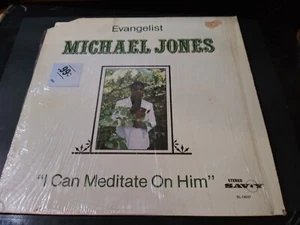 Evangelist
MICHAEL JONES
"I Can Meditate On Him"
STEREO
SAVOY